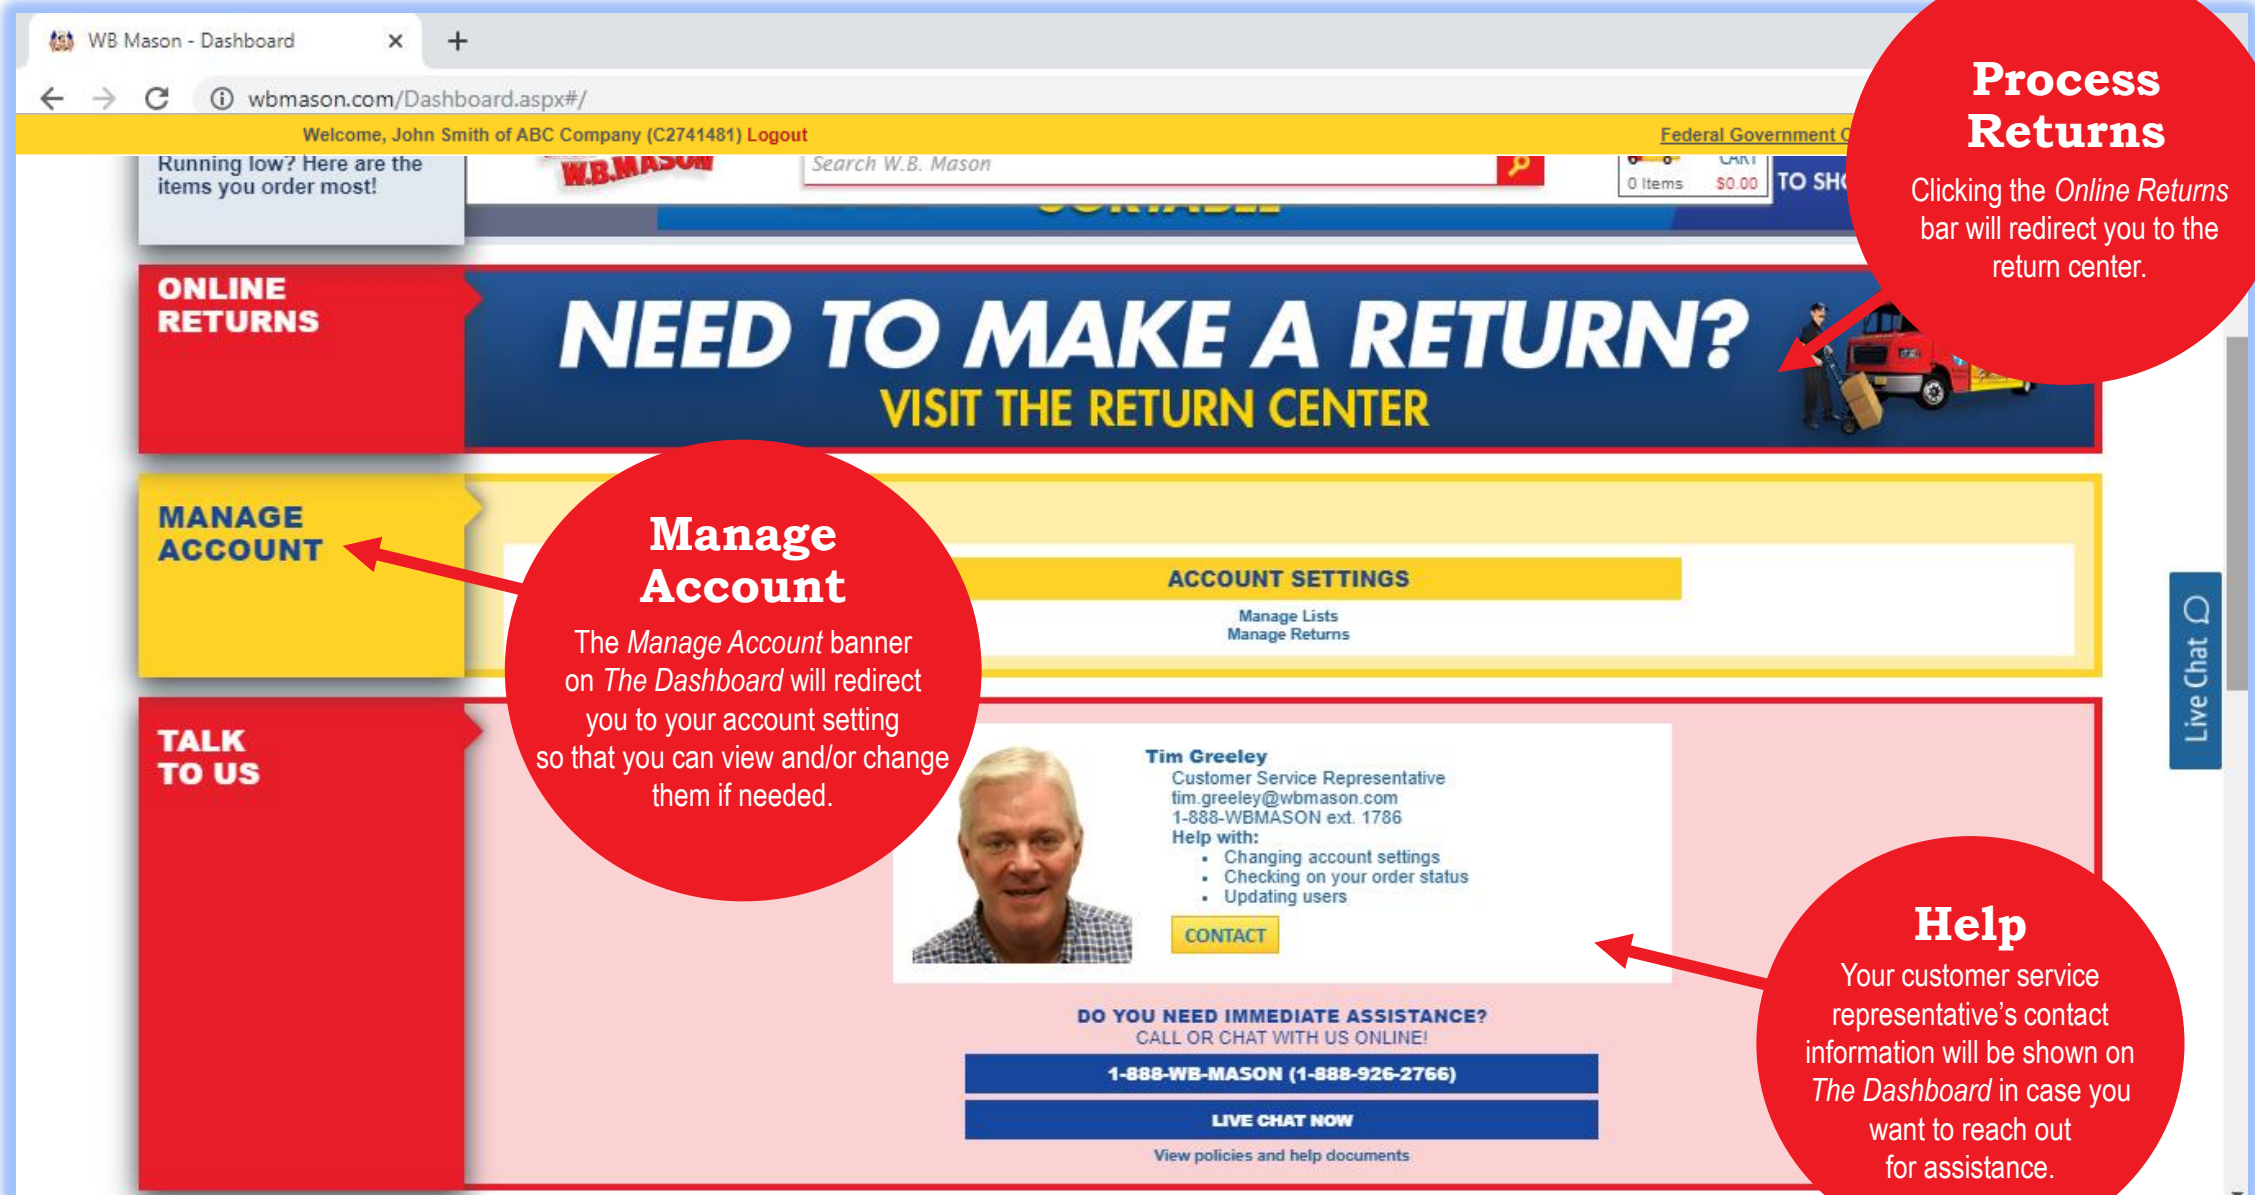 WB Mason - Dashboard
wbmason.com/Dashboard.aspx#/
Welcome, John Smith of ABC Company (C2741481) Logout
Federal Government
Running low? Here are the
items you order most!
W.B.MASON
Search W.B. Mason
CART
0 Items $0.00
TO SH
Process
Returns
Clicking the Online Returns
bar will redirect you to the
return center.
ONLINE
RETURNS
NEED TO MAKE A RETURN?
VISIT THE RETURN CENTER
MANAGE
ACCOUNT
Manage
Account
The Manage Account banner
on The Dashboard will redirect
you to your account setting
so that you can view and/or change
them if needed.
ACCOUNT SETTINGS
Manage Lists
Manage Returns
Live Chat
TALK
TO US
Tim Greeley
Customer Service Representative
tim.greeley@wbmason.com
1-888-WBMASON ext. 1786
Help with:
• Changing account settings
• Checking on your order status
• Updating users
CONTACT
DO YOU NEED IMMEDIATE ASSISTANCE?
CALL OR CHAT WITH US ONLINE!
1-888-WB-MASON (1-888-926-2766)
LIVE CHAT NOW
View policies and help documents
Help
Your customer service
representative's contact
information will be shown on
The Dashboard in case you
want to reach out
for assistance.